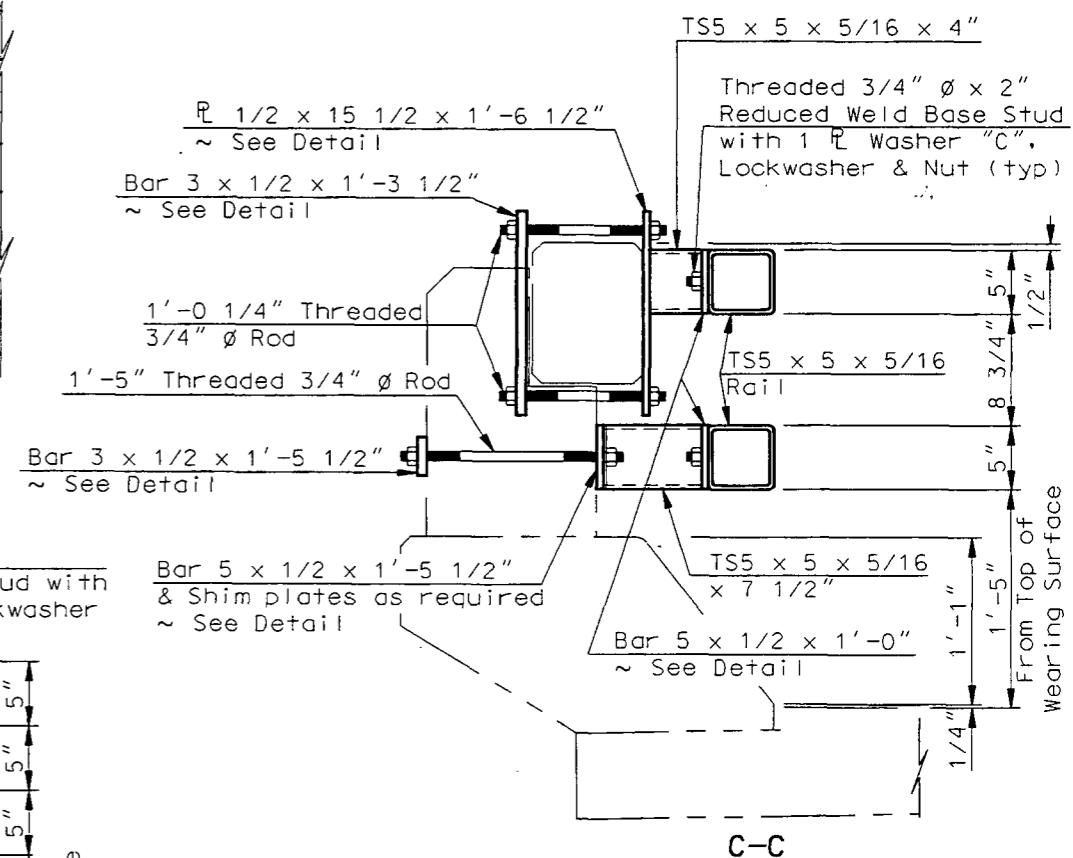 TS5 x 5 x 5/16 x 4"
Threaded 3/4" Ø x 2"
Reduced Weld Base Stud
with 1 ℞ Washer "C",
Lockwasher & Nut (typ)
℞ 1/2 x 15 1/2 x 1'-6 1/2"
~ See Detail
Bar 3 x 1/2 x 1'-3 1/2"
~ See Detail
1'-0 1/4" Threaded
3/4" Ø Rod
1'-5" Threaded 3/4" Ø Rod
Bar 3 x 1/2 x 1'-5 1/2"
~ See Detail
5"
1/2"
8 3/4"
TS5 x 5 x 5/16
Rail
5"
From Top of
Wearing Surface
1'-5"
1'-1"
1/4"
TS5 x 5 x 5/16
x 7 1/2"
Bar 5 x 1/2 x 1'-5 1/2"
& Shim plates as required
~ See Detail
Bar 5 x 1/2 x 1'-0"
~ See Detail
ud with
kwasher
5"
5"
5"
C-C